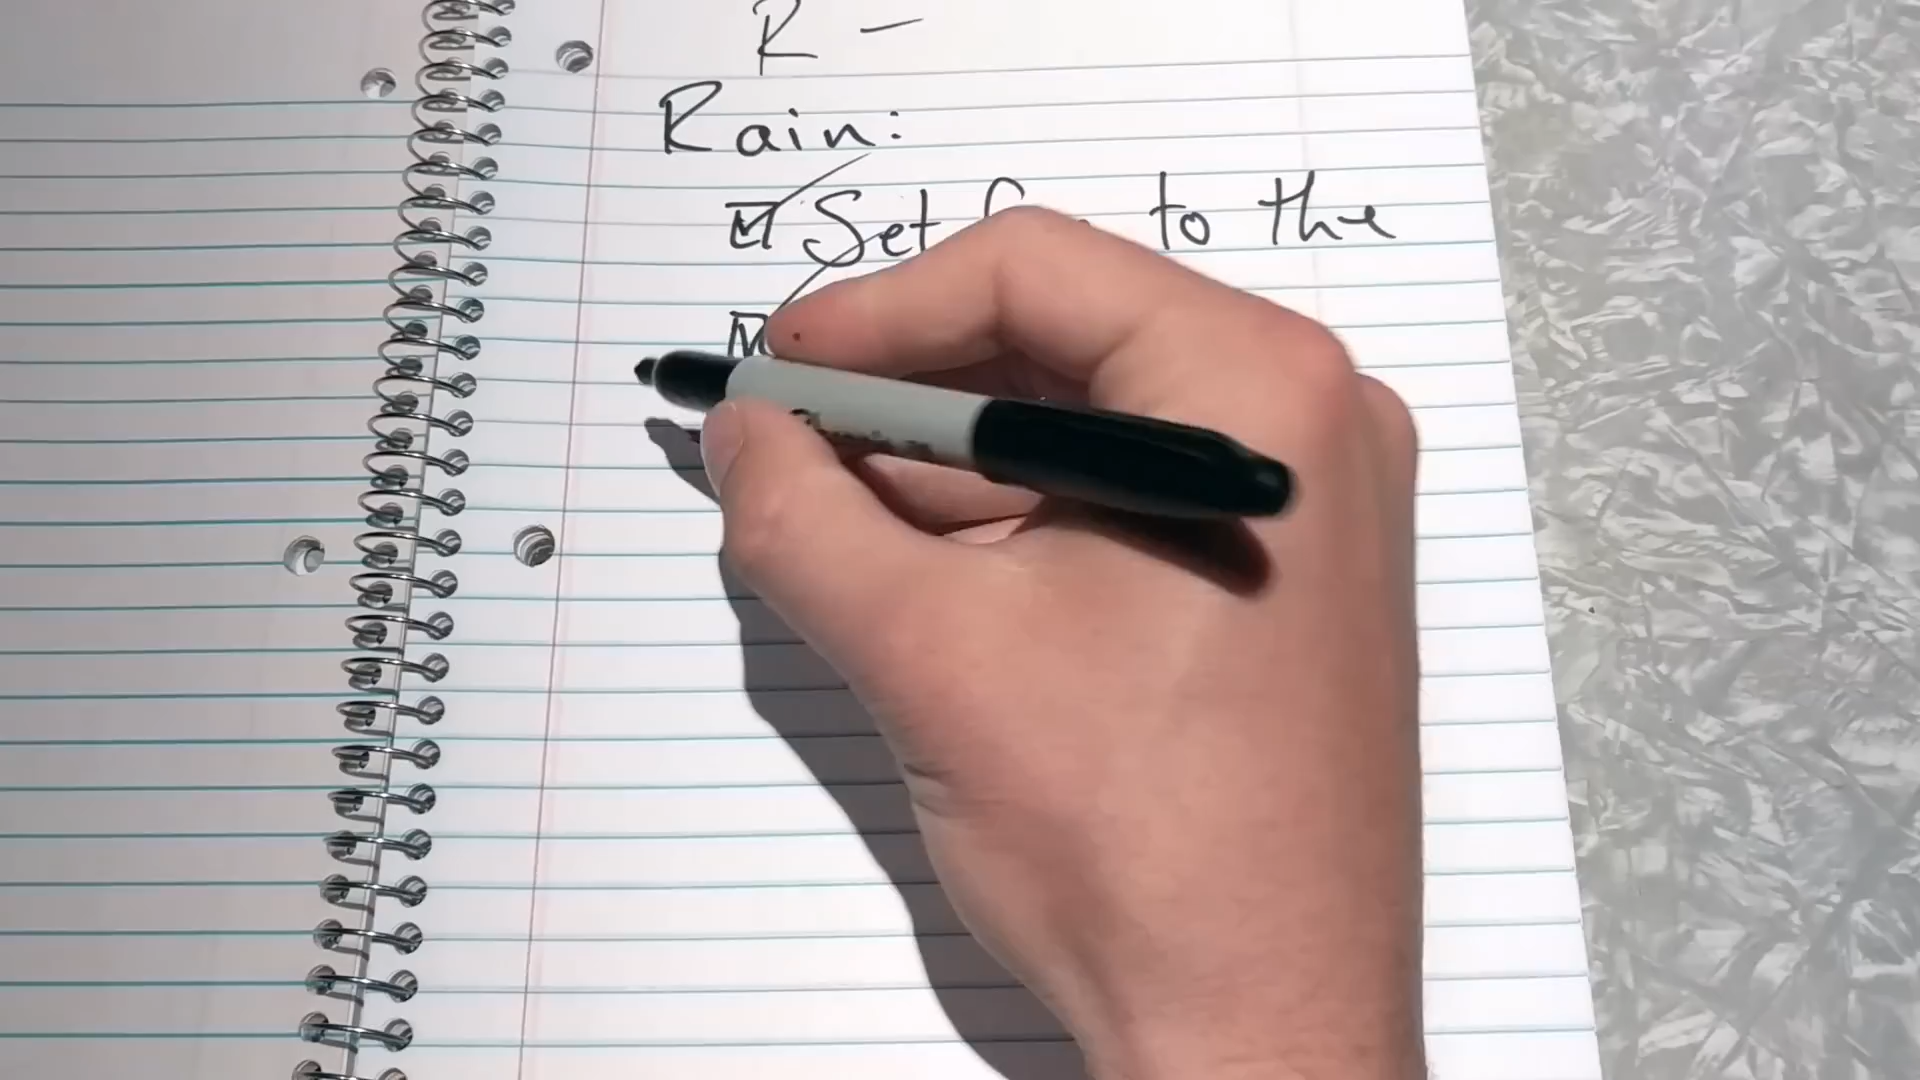 R –
Rain:
Set to the